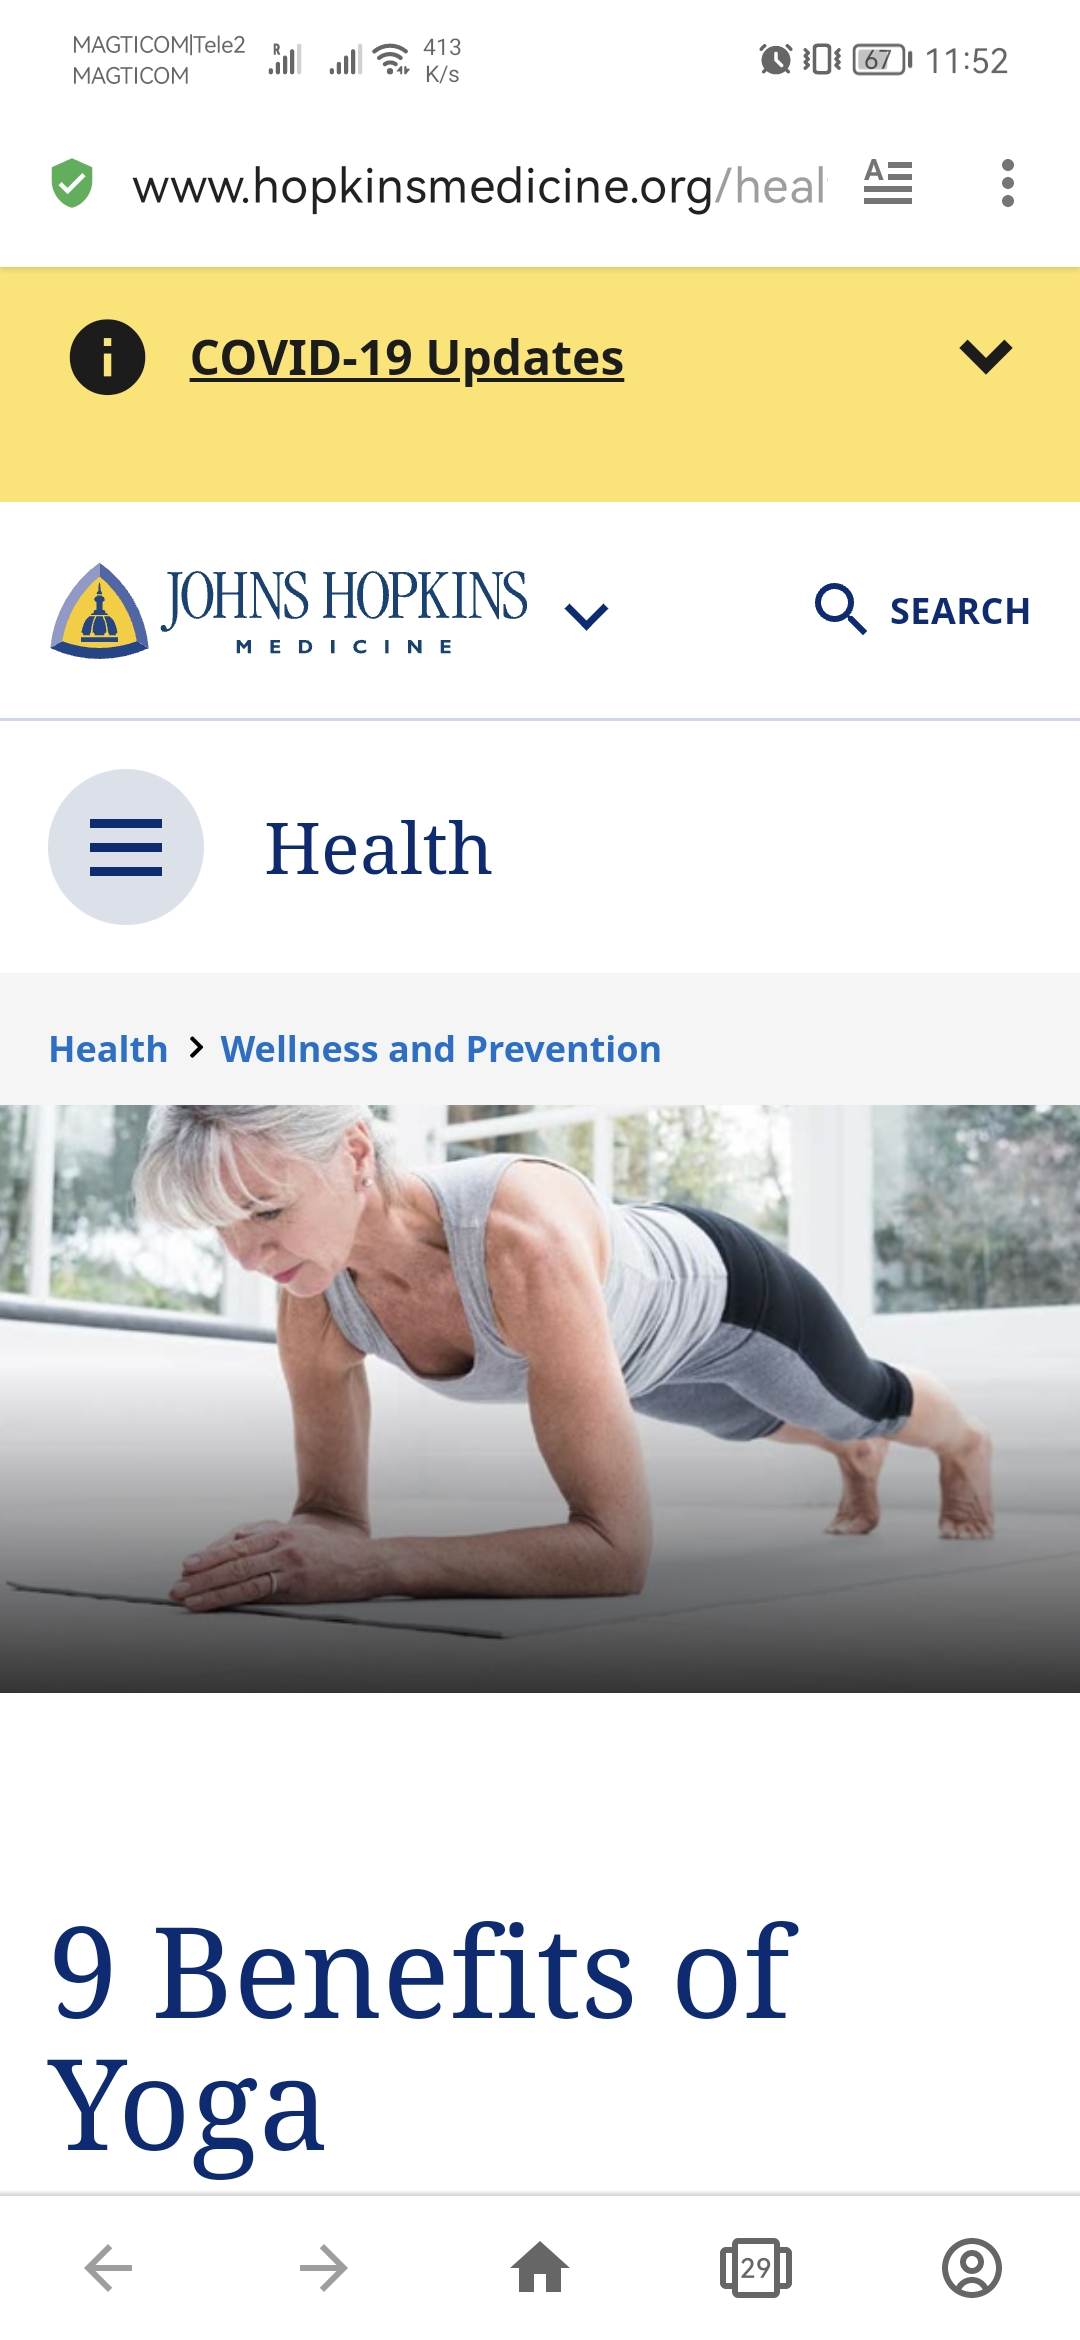 MAGTICOM|Tele2
MAGTICOM
R
413
K/s
67
11:52
www.hopkinsmedicine.org/heal
A
COVID-19 Updates
JOHNS HOPKINS
MEDICINE
SEARCH
Health
Health > Wellness and Prevention
9 Benefits of
Yoga
29